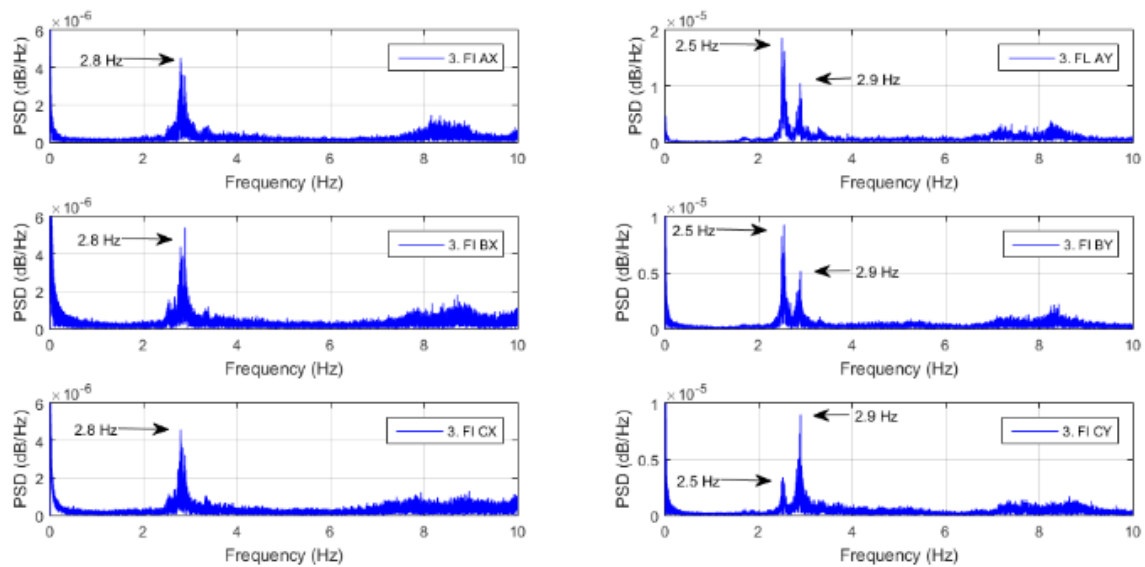 × 10⁻⁶
6
4
2
0
PSD (dB/Hz)
2.8 Hz
3. FI AX
0 2 4 6 8 10
Frequency (Hz)
× 10⁻⁵
2
1
0
PSD (dB/Hz)
2.5 Hz
2.9 Hz
3. FL AY
0 2 4 6 8 10
Frequency (Hz)
× 10⁻⁶
6
4
2
0
PSD (dB/Hz)
2.8 Hz
3. FI BX
0 2 4 6 8 10
Frequency (Hz)
× 10⁻⁵
1
0.5
0
PSD (dB/Hz)
2.5 Hz
2.9 Hz
3. FI BY
0 2 4 6 8 10
Frequency (Hz)
× 10⁻⁶
6
4
2
0
PSD (dB/Hz)
2.8 Hz
3. FI CX
0 2 4 6 8 10
Frequency (Hz)
× 10⁻⁵
1
0.5
0
PSD (dB/Hz)
2.9 Hz
2.5 Hz
3. FI CY
0 2 4 6 8 10
Frequency (Hz)